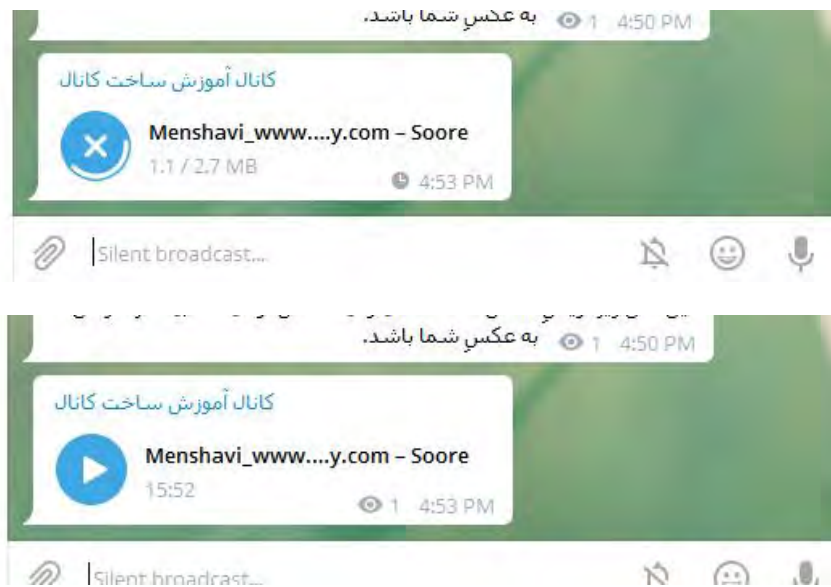 به عکسِ شما باشد.
1 4:50 PM
کانال آموزش ساخت کانال
Menshavi_www....y.com – Soore
1.1 / 2.7 MB
4:53 PM
Silent broadcast...
به عکسِ شما باشد.
1 4:50 PM
کانال آموزش ساخت کانال
Menshavi_www....y.com – Soore
15:52
1 4:53 PM
Silent broadcast...